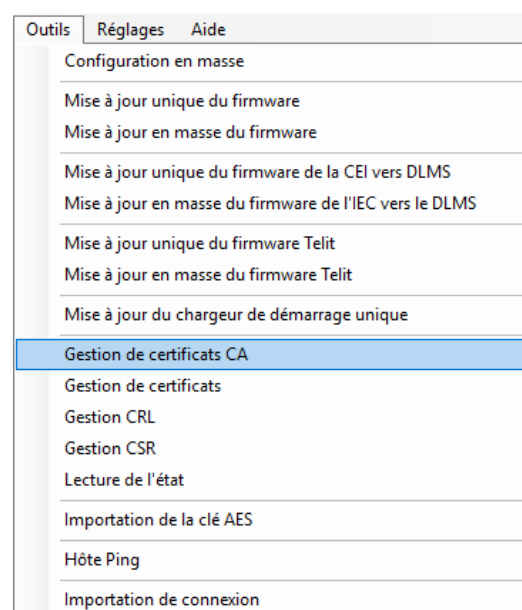 Outils Réglages Aide
Configuration en masse
Mise à jour unique du firmware
Mise à jour en masse du firmware
Mise à jour unique du firmware de la CEI vers DLMS
Mise à jour en masse du firmware de l'IEC vers le DLMS
Mise à jour unique du firmware Telit
Mise à jour en masse du firmware Telit
Mise à jour du chargeur de démarrage unique
Gestion de certificats CA
Gestion de certificats
Gestion CRL
Gestion CSR
Lecture de l'état
Importation de la clé AES
Hôte Ping
Importation de connexion